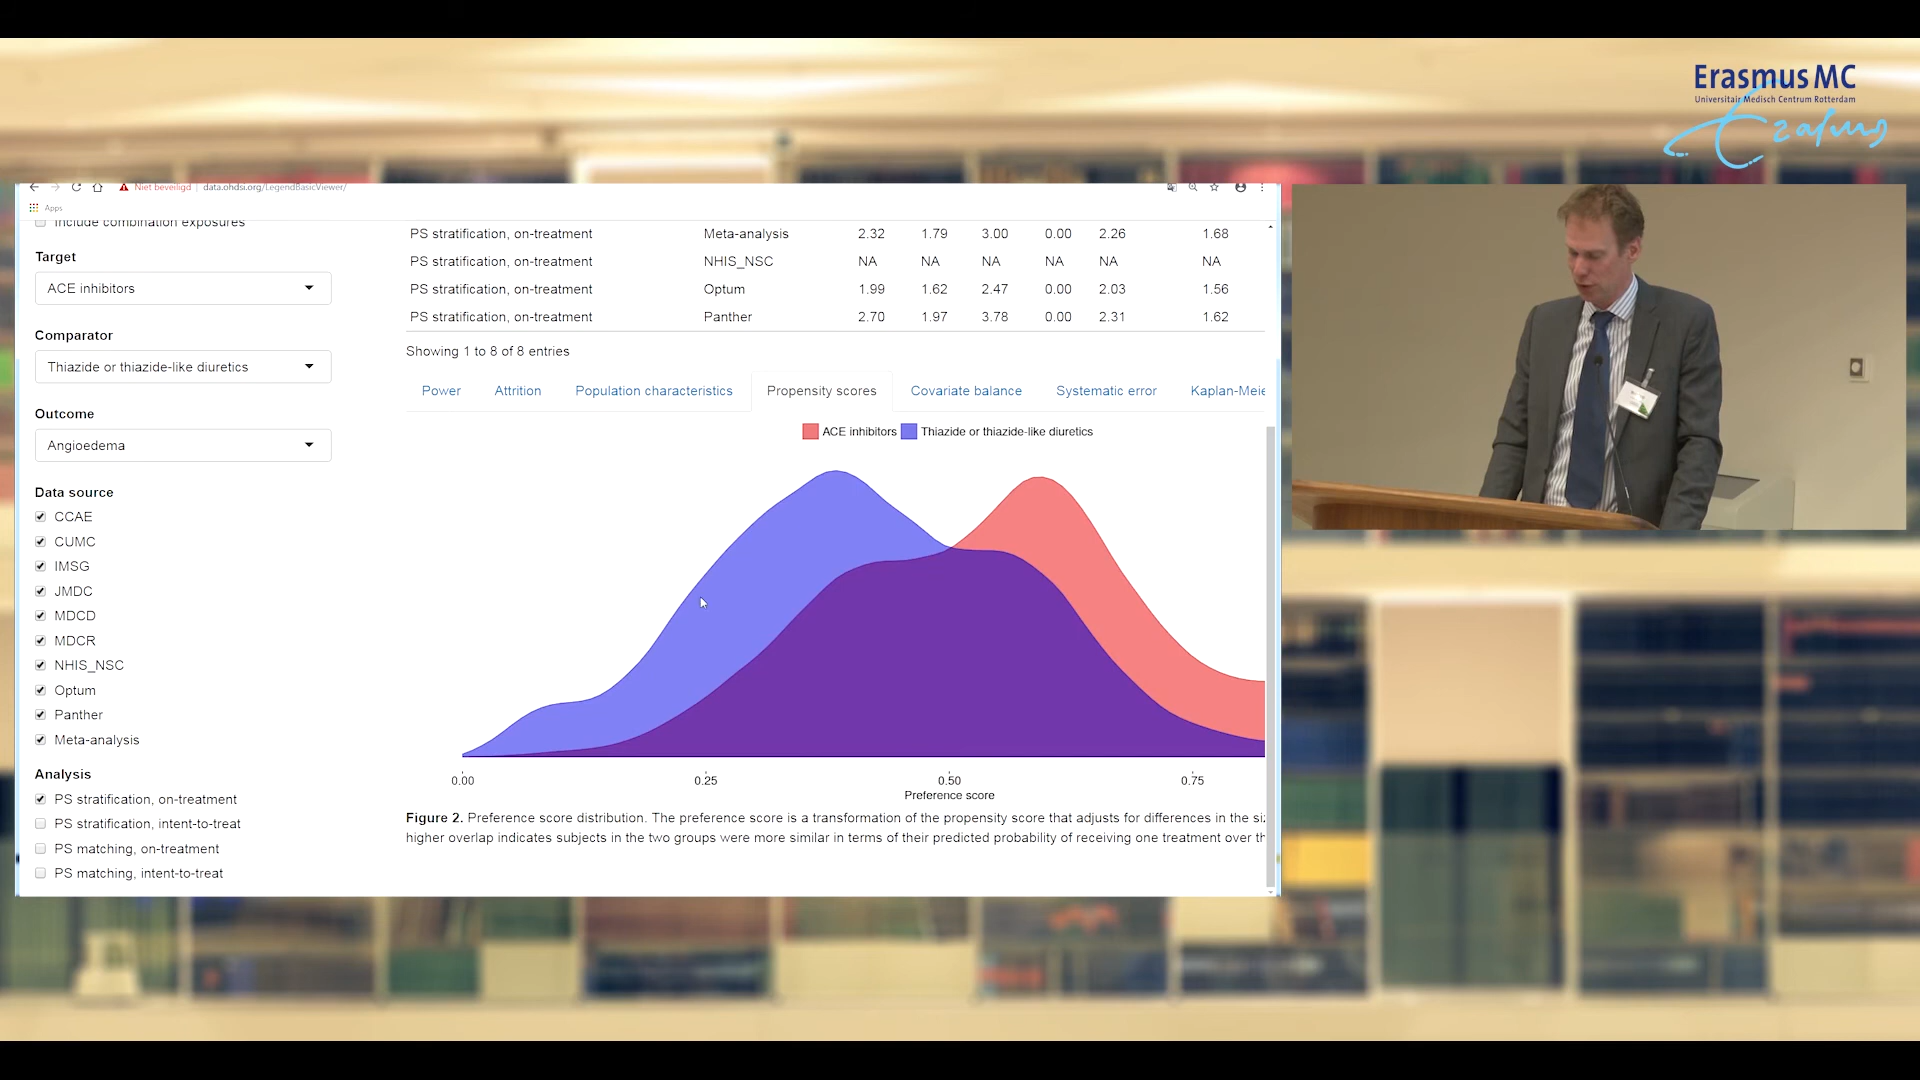 Erasmus MC
Universitair Medisch Centrum Rotterdam
Erasmus
Niet beveiligd | data.ohdsi.org/LegendBasicViewer/
Apps
Include combination exposures
Target
ACE inhibitors
Comparator
Thiazide or thiazide-like diuretics
Outcome
Angioedema
Data source
CCAE
CUMC
IMSG
JMDC
MDCD
MDCR
NHIS_NSC
Optum
Panther
Meta-analysis
Analysis
PS stratification, on-treatment
PS stratification, intent-to-treat
PS matching, on-treatment
PS matching, intent-to-treat
PS stratification, on-treatment Meta-analysis 2.32 1.79 3.00 0.00 2.26 1.68
PS stratification, on-treatment NHIS_NSC NA NA NA NA NA NA
PS stratification, on-treatment Optum 1.99 1.62 2.47 0.00 2.03 1.56
PS stratification, on-treatment Panther 2.70 1.97 3.78 0.00 2.31 1.62
Showing 1 to 8 of 8 entries
Power Attrition Population characteristics Propensity scores Covariate balance Systematic error Kaplan-Meie
ACE inhibitors Thiazide or thiazide-like diuretics
0.00 0.25 0.50 0.75
Preference score
Figure 2. Preference score distribution. The preference score is a transformation of the propensity score that adjusts for differences in the si
higher overlap indicates subjects in the two groups were more similar in terms of their predicted probability of receiving one treatment over th